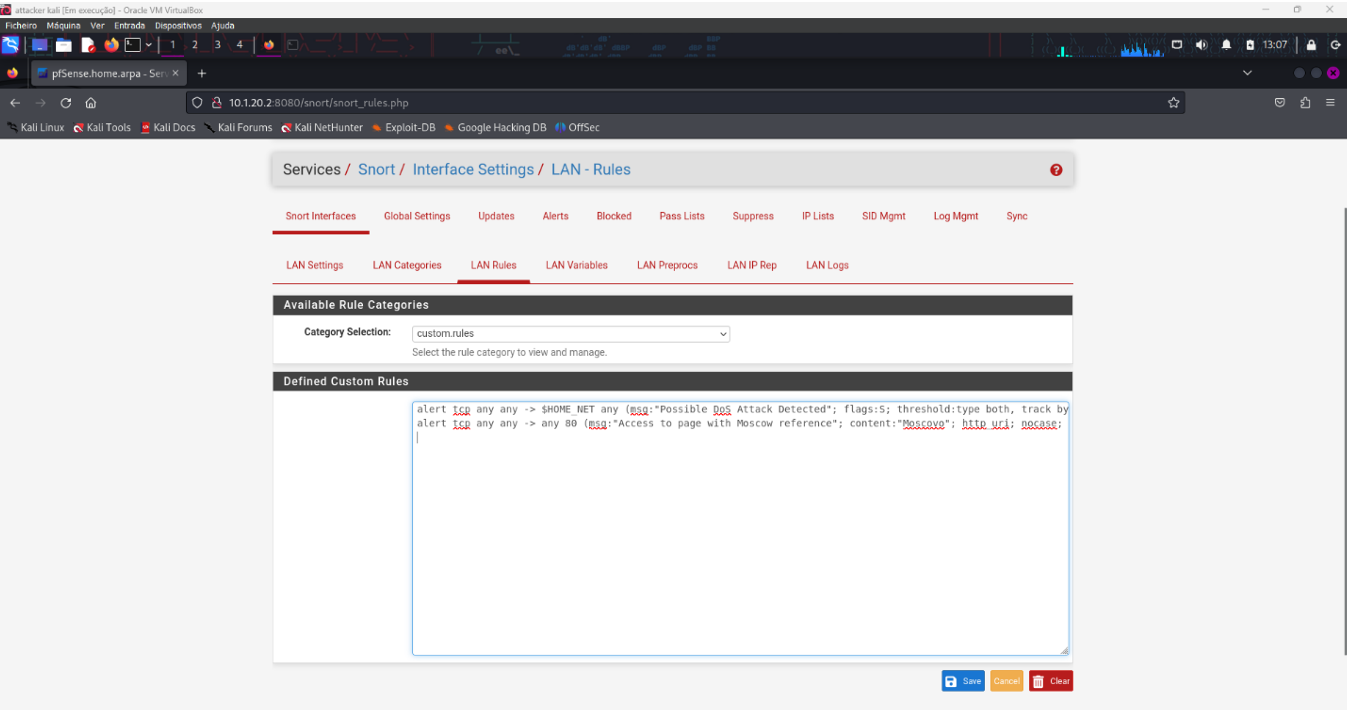 attacker kali [Em execução] - Oracle VM VirtualBox
Ficheiro Máquina Ver Entrada Dispositivos Ajuda
1 2 3 4
13:07
pfSense.home.arpa - Serv
10.1.20.2:8080/snort/snort_rules.php
Kali Linux Kali Tools Kali Docs Kali Forums Kali NetHunter Exploit-DB Google Hacking DB OffSec
Services / Snort / Interface Settings / LAN - Rules
Snort Interfaces Global Settings Updates Alerts Blocked Pass Lists Suppress IP Lists SID Mgmt Log Mgmt Sync
LAN Settings LAN Categories LAN Rules LAN Variables LAN Preprocs LAN IP Rep LAN Logs
Available Rule Categories
Category Selection: custom.rules
Select the rule category to view and manage.
Defined Custom Rules
alert tcp any any -> $HOME_NET any (msg:"Possible DoS Attack Detected"; flags:S; threshold:type both, track by
alert tcp any any -> any 80 (msg:"Access to page with Moscow reference"; content:"Moscovo"; http_uri; nocase;
Save Cancel Clear